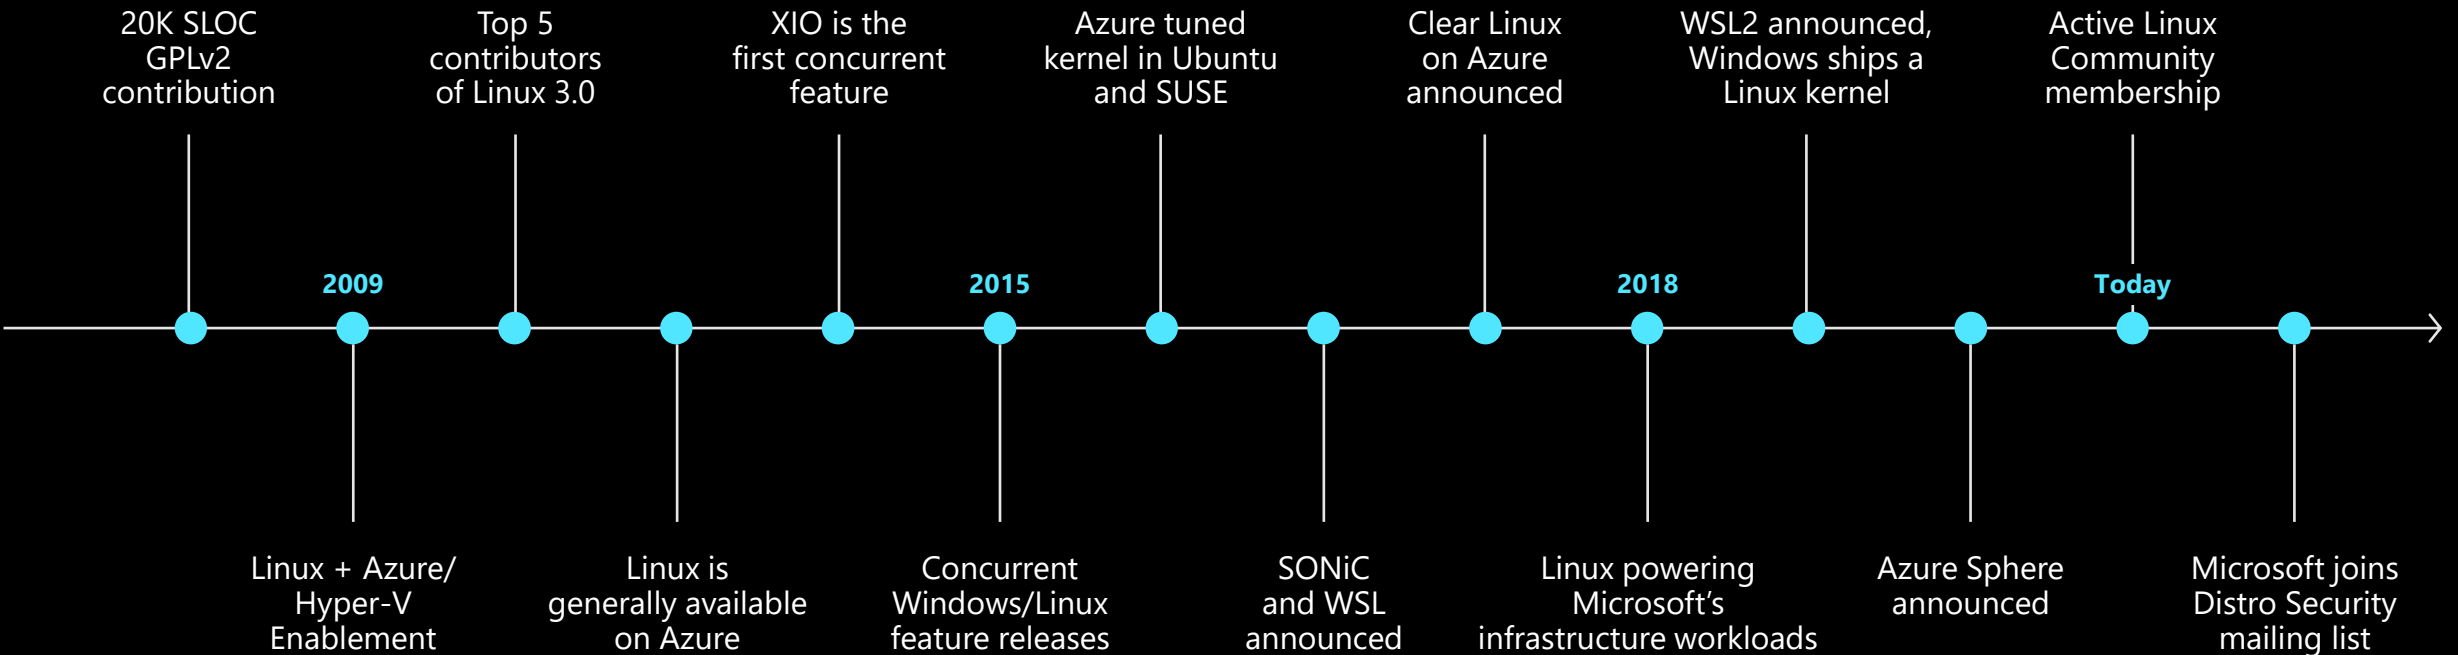 20K SLOC
GPLv2
contribution
Top 5
contributors
of Linux 3.0
XIO is the
first concurrent
feature
Azure tuned
kernel in Ubuntu
and SUSE
Clear Linux
on Azure
announced
WSL2 announced,
Windows ships a
Linux kernel
Active Linux
Community
membership
2009
2015
2018
Today
Linux + Azure/
Hyper-V
Enablement
Linux is
generally available
on Azure
Concurrent
Windows/Linux
feature releases
SONiC
and WSL
announced
Linux powering
Microsoft’s
infrastructure workloads
Azure Sphere
announced
Microsoft joins
Distro Security
mailing list